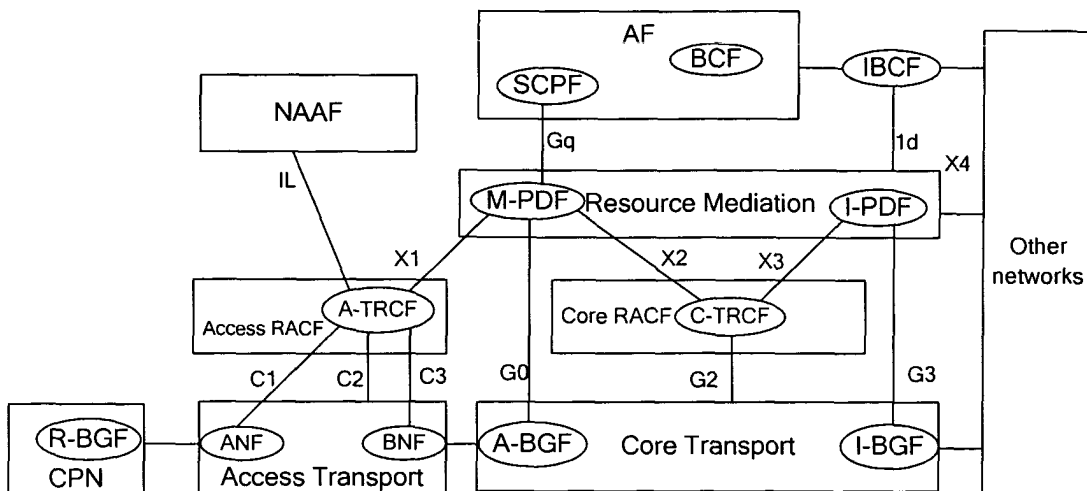 AF
BCF
IBCF
SCPF
NAAF
Gq
1d
X4
IL
M-PDF
Resource Mediation
I-PDF
Other
networks
X1
X2
X3
A-TRCF
Access RACF
Core RACF
C-TRCF
C1
C2
C3
G0
G2
G3
R-BGF
CPN
ANF
BNF
Access Transport
A-BGF
Core Transport
I-BGF